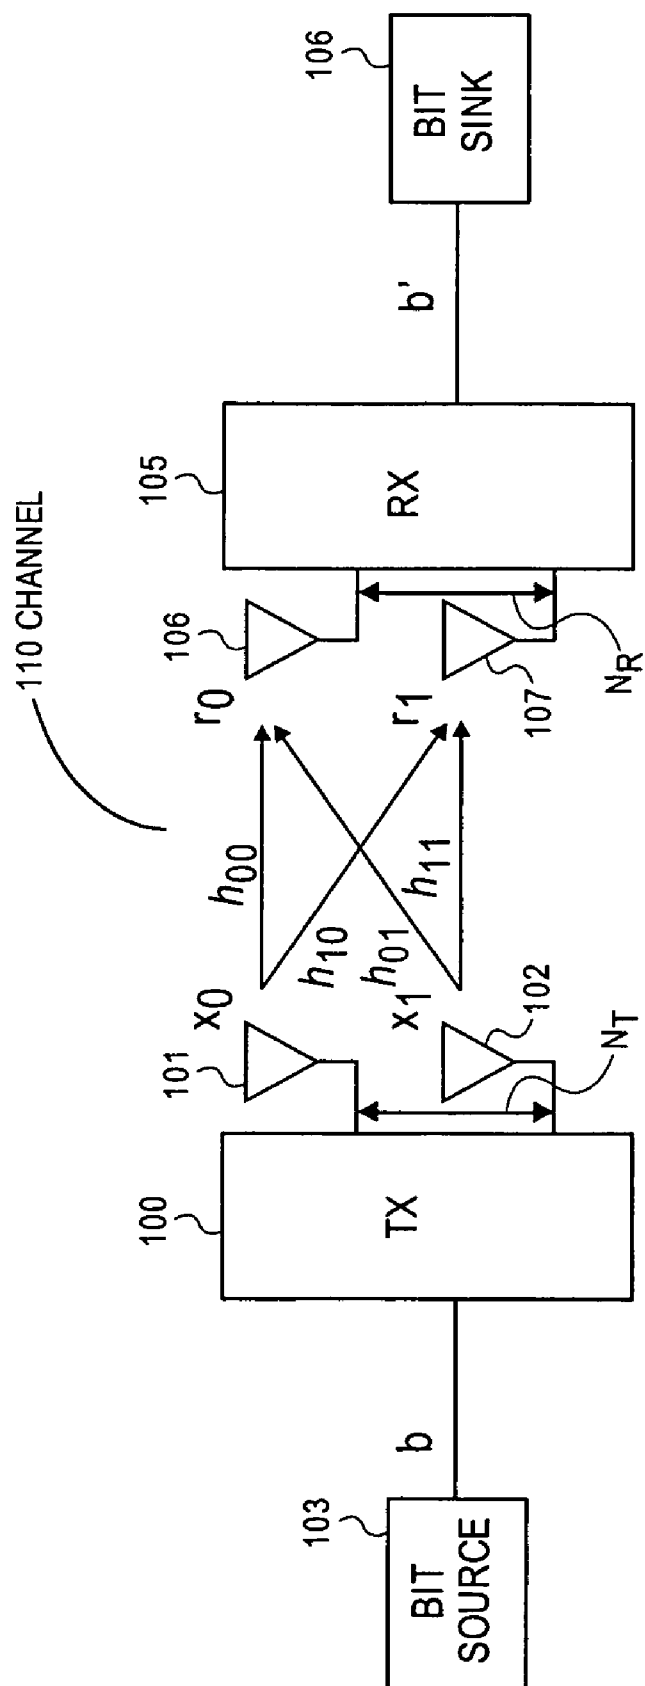 110 CHANNEL
103
BIT
SOURCE
b
100
TX
101
x0
102
x1
NT
h00
h10
h01
h11
r0
106
r1
107
NR
105
RX
b'
106
BIT
SINK